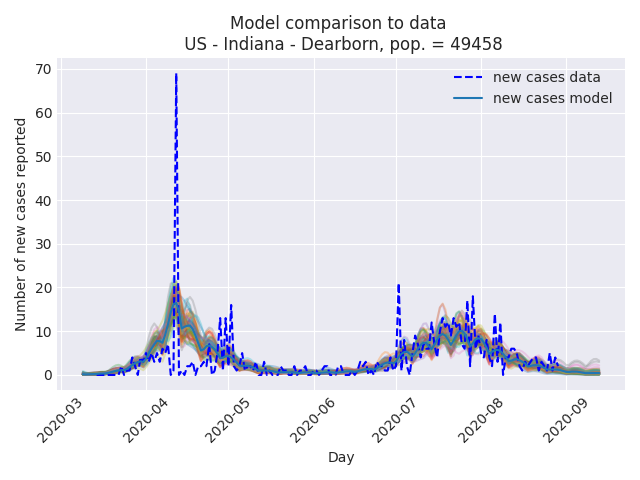 Model comparison to data
US - Indiana - Dearborn, pop. = 49458
new cases data
new cases model
Number of new cases reported
70
60
50
40
30
20
10
0
2020-03
2020-04
2020-05
2020-06
2020-07
2020-08
2020-09
Day